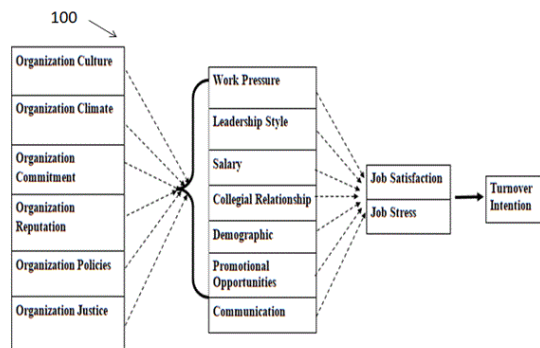 100
Organization Culture
Organization Climate
Organization
Commitment
Organization
Reputation
Organization Policies
Organization Justice
Work Pressure
Leadership Style
Salary
Collegial Relationship
Demographic
Promotional
Opportunities
Communication
Job Satisfaction
Job Stress
Turnover
Intention